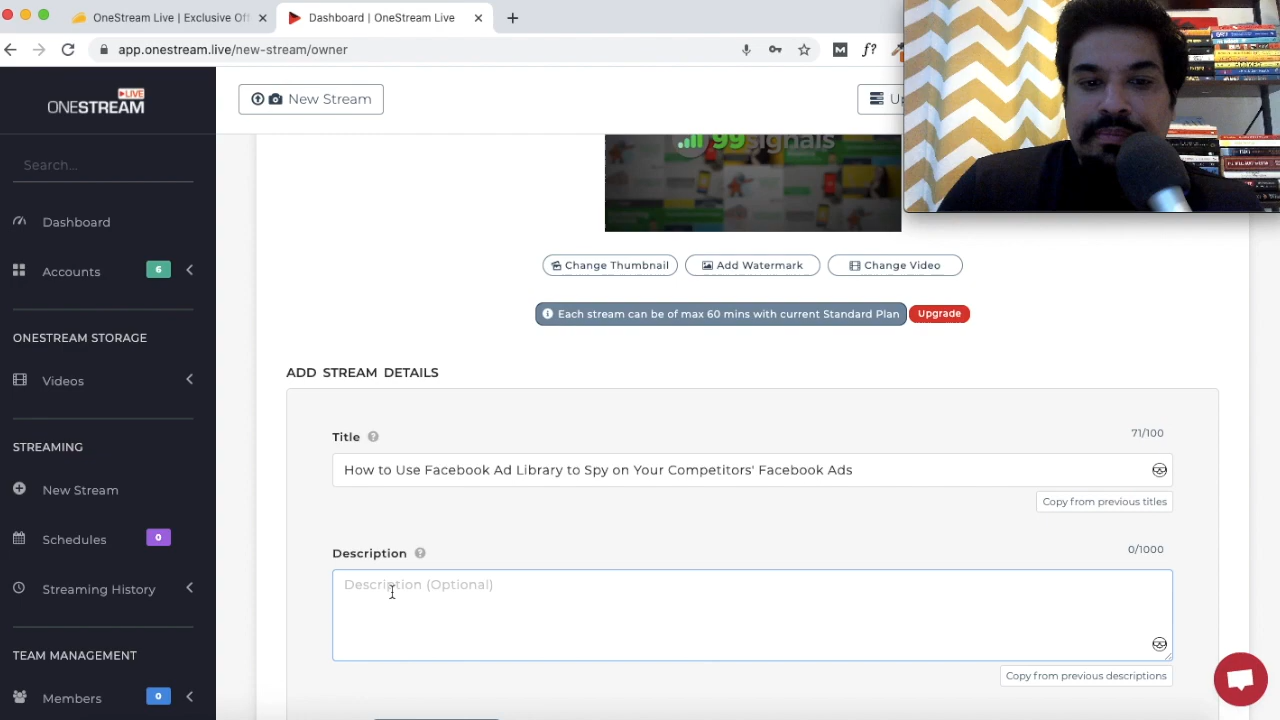 OneStream Live | Exclusive Of
Dashboard | OneStream Live
app.onestream.live/new-stream/owner
M
f?
LIVE
ONESTREAM
New Stream
99signals
Search...
Dashboard
Accounts
6
ONESTREAM STORAGE
Videos
STREAMING
New Stream
Schedules
0
Streaming History
TEAM MANAGEMENT
Members
0
Change Thumbnail
Add Watermark
Change Video
Each stream can be of max 60 mins with current Standard Plan
Upgrade
ADD STREAM DETAILS
Title
71/100
How to Use Facebook Ad Library to Spy on Your Competitors' Facebook Ads
Copy from previous titles
Description
0/1000
Description (Optional)
Copy from previous descriptions